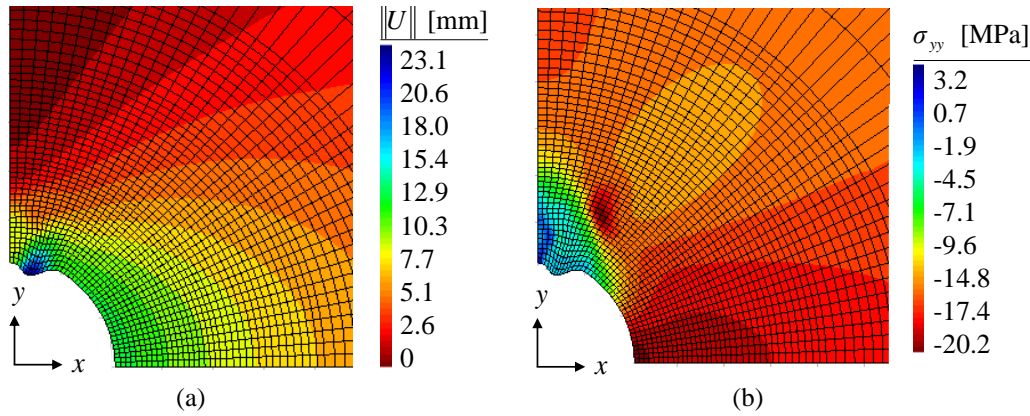 ‖U‖ [mm]
23.1
20.6
18.0
15.4
12.9
10.3
7.7
5.1
2.6
0
y
x
(a)
σyy [MPa]
3.2
0.7
-1.9
-4.5
-7.1
-9.6
-14.8
-17.4
-20.2
y
x
(b)